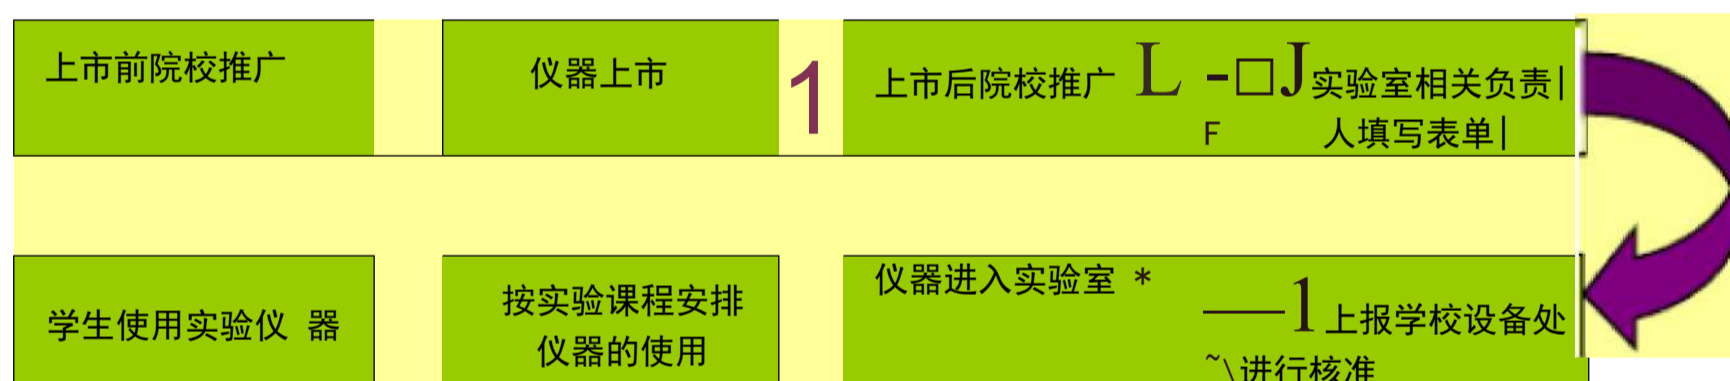 上市前院校推广
仪器上市
1
上市后院校推广 L -□J实验室相关负责|
F 人填写表单|
学生使用实验仪 器
按实验课程安排
仪器的使用
仪器进入实验室 *
——1上报学校设备处
~\进行核准